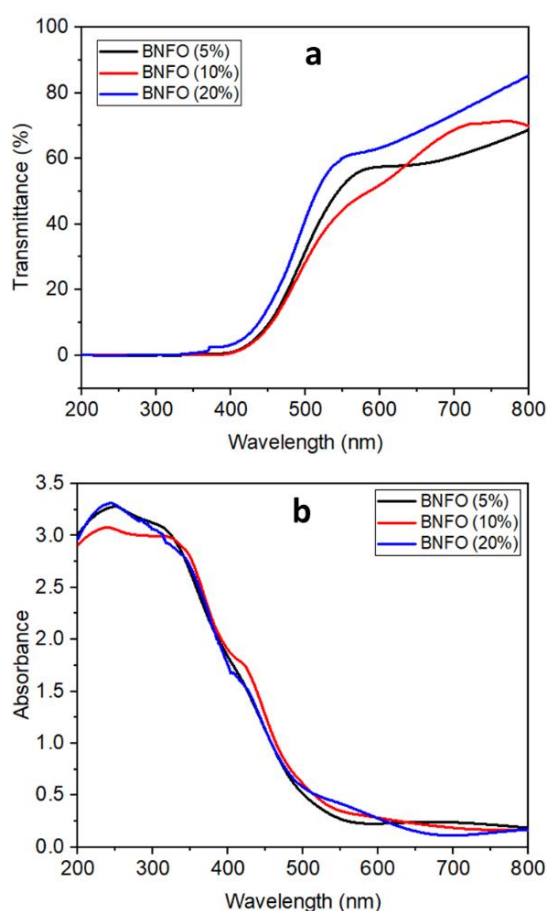 a
BNFO (5%)
BNFO (10%)
BNFO (20%)
Transmittance (%)
100
80
60
40
20
0
200 300 400 500 600 700 800
Wavelength (nm)
b
BNFO (5%)
BNFO (10%)
BNFO (20%)
Absorbance
3.5
3.0
2.5
2.0
1.5
1.0
0.5
0.0
200 300 400 500 600 700 800
Wavelength (nm)